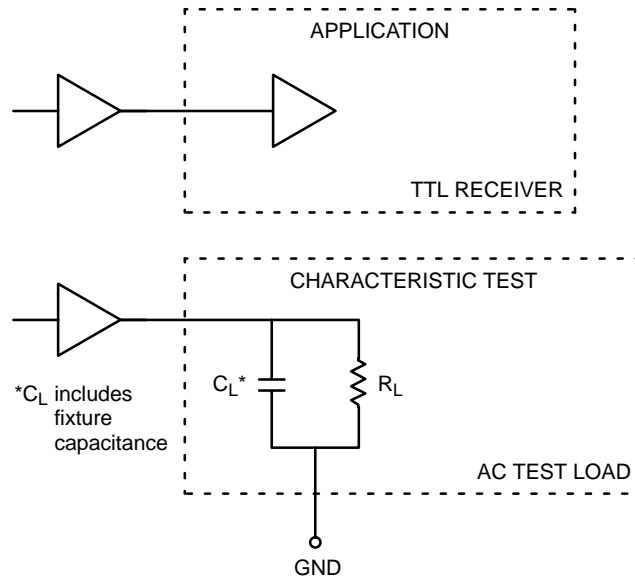 APPLICATION
TTL RECEIVER
CHARACTERISTIC TEST
*CL includes
fixture
capacitance
CL*
RL
AC TEST LOAD
GND